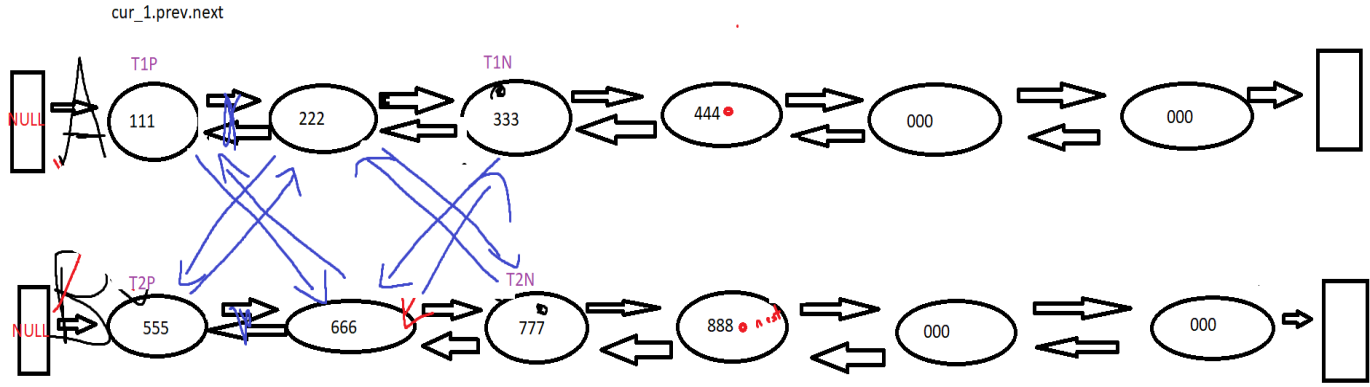 cur_1.prev.next
T1P
T1N
NULL
111
222
333
444
000
000
T2P
T2N
NULL
555
666
777
888
000
000